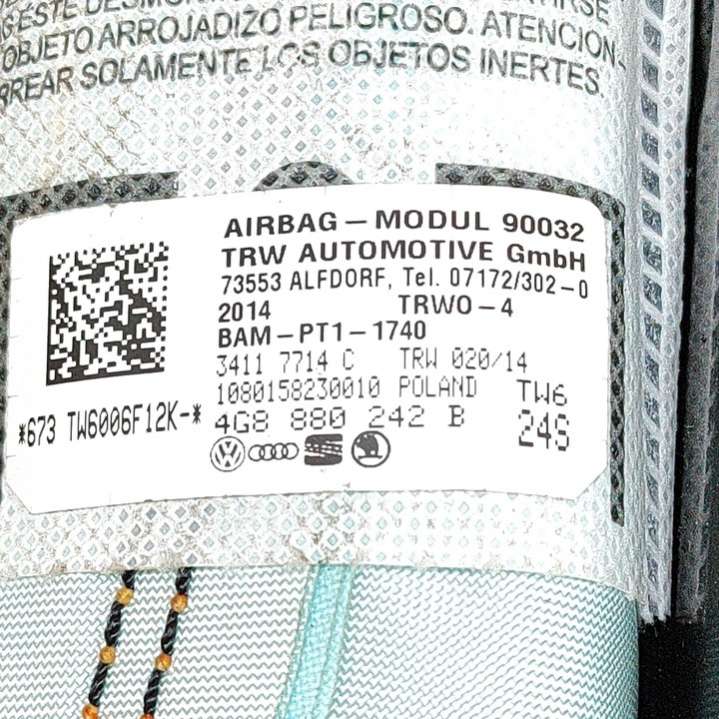 OBJETO ARROJADIZO PELIGROSO. ATENCION-
RREAR SOLAMENTE LOS OBJETOS INERTES.
AIRBAG – MODUL 90032
TRW AUTOMOTIVE GmbH
73553 ALFDORF, Tel. 07172/302-0
2014 TRWO-4
BAM-PT1-1740
3411 7714 C TRW 020/14
1080158230010 POLAND TW6
*673 TW6006F12K-* 4G8 880 242 B 24S